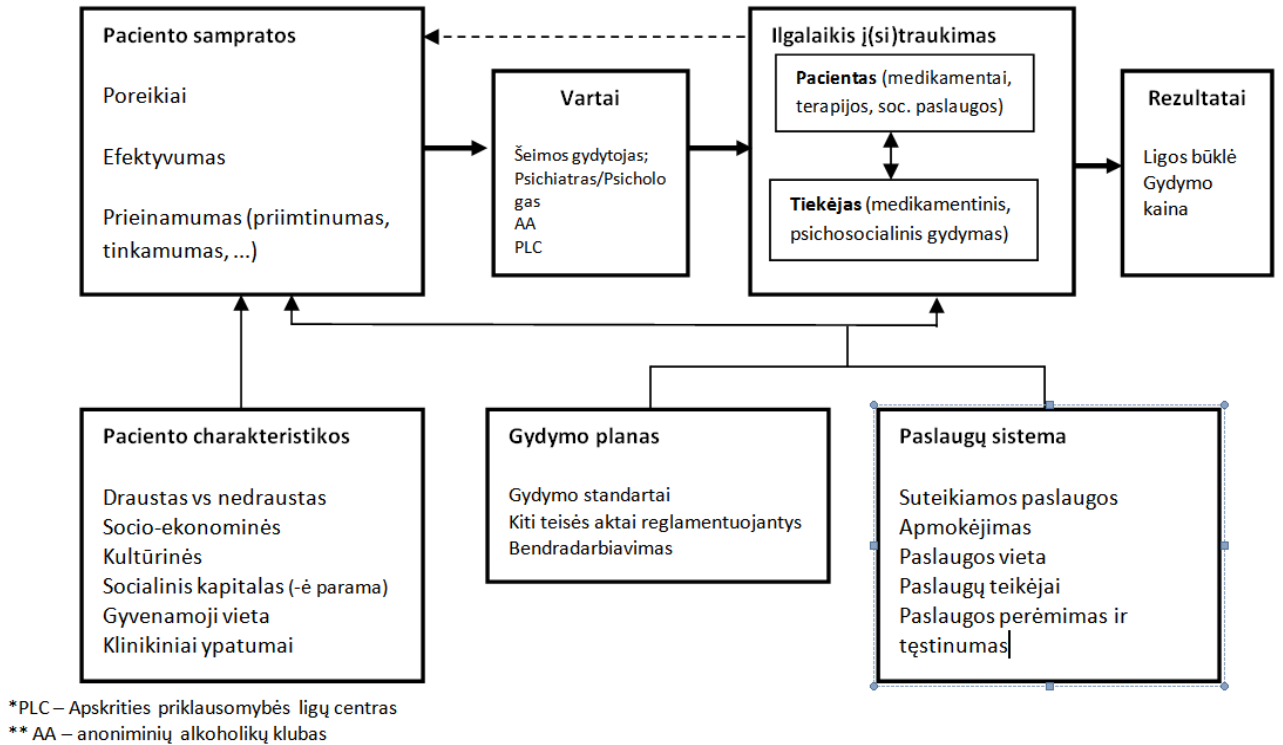 Paciento sampratos
Poreikiai
Efektyvumas
Prieinamumas (priimtinumas,
tinkamumas, ...)
Vartai
Šeimos gydytojas;
Psichiatras/Psicholo
gas
AA
PLC
Ilgalaikis į(si)traukimas
Pacientas (medikamentai,
terapijos, soc. paslaugos)
Tiekėjas (medikamentinis,
psichosocialinis gydymas)
Rezultatai
Ligos būklė
Gydymo
kaina
Paciento charakteristikos
Draustas vs nedraustas
Socio-ekonominės
Kultūrinės
Socialinis kapitalas (-ė parama)
Gyvenamoji vieta
Klinikiniai ypatumai
Gydymo planas
Gydymo standartai
Kiti teisės aktai reglamentuojantys
Bendradarbiavimas
Paslaugų sistema
Suteikiamos paslaugos
Apmokėjimas
Paslaugos vieta
Paslaugų teikėjai
Paslaugos perėmimas ir
tęstinumas
*PLC – Apskrities priklausomybės ligų centras
** AA – anoniminių alkoholikų klubas